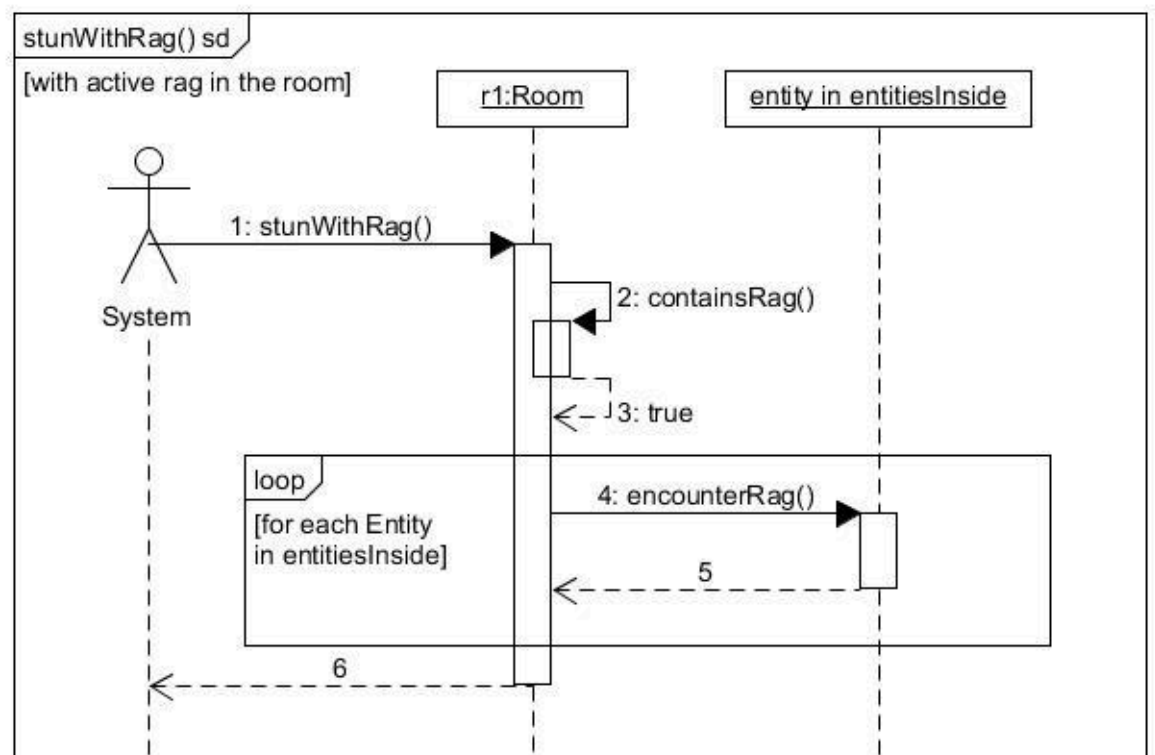 stunWithRag() sd
[with active rag in the room]
r1:Room
entity in entitiesInside
1: stunWithRag()
2: containsRag()
System
3: true
loop
4: encounterRag()
[for each Entity
in entitiesInside]
5
6